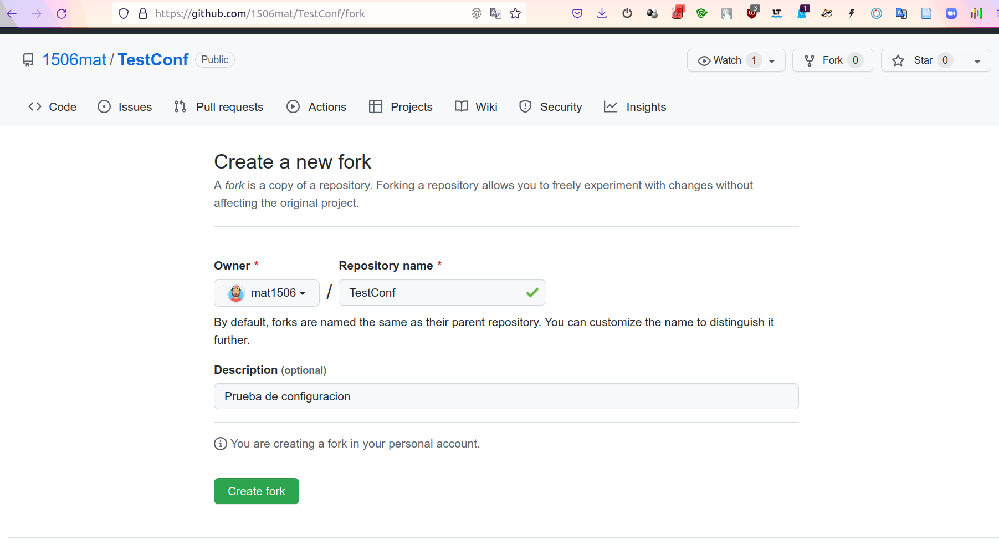 https://github.com/1506mat/TestConf/fork
H
3
LT
1
1506mat / TestConf Public
Watch 1
Fork 0
Star 0
Code
Issues
Pull requests
Actions
Projects
Wiki
Security
Insights
Create a new fork
A fork is a copy of a repository. Forking a repository allows you to freely experiment with changes without
affecting the original project.
Owner * Repository name *
mat1506 / TestConf
By default, forks are named the same as their parent repository. You can customize the name to distinguish it
further.
Description (optional)
Prueba de configuracion
You are creating a fork in your personal account.
Create fork